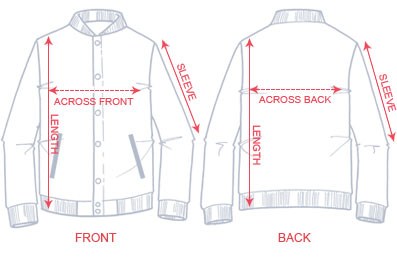 SLEEVE
ACROSS FRONT
LENGTH
FRONT
SLEEVE
ACROSS BACK
LENGTH
BACK